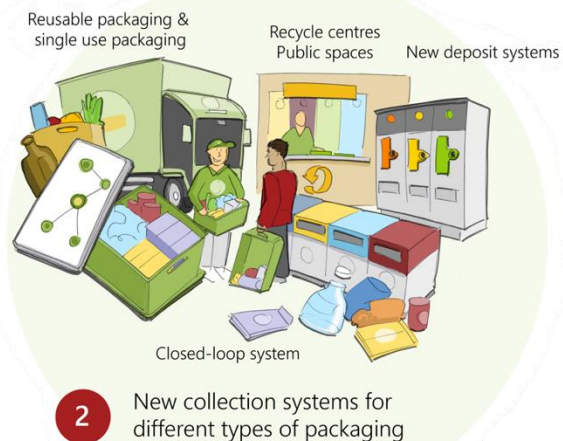 Reusable packaging &
single use packaging
Recycle centres
Public spaces
New deposit systems
Closed-loop system
2
New collection systems for
different types of packaging